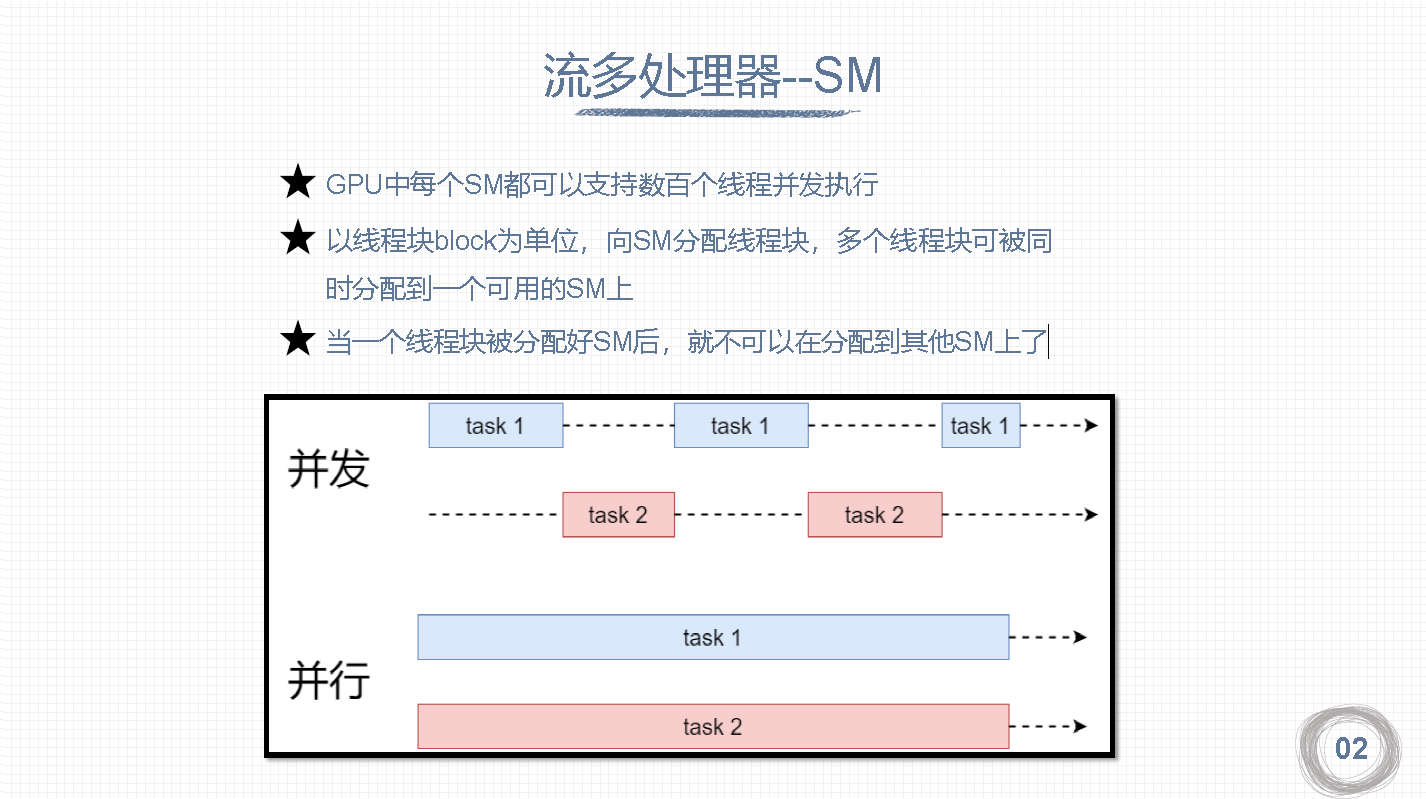 流多处理器--SM
★ GPU中每个SM都可以支持数百个线程并发执行
★ 以线程块block为单位，向SM分配线程块，多个线程块可被同
时分配到一个可用的SM上
★ 当一个线程块被分配好SM后，就不可以在分配到其他SM上了
并发
task 1 task 1 task 1
task 2 task 2
并行
task 1
task 2
02